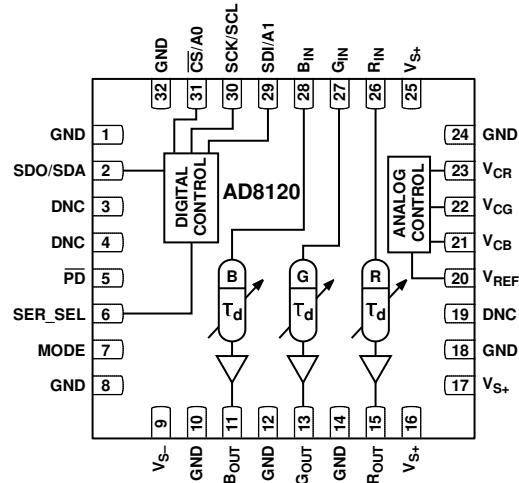 GND
CS/A0
SCK/SCL
SDI/A1
BIN
GIN
RIN
VS+
32
31
30
29
28
27
26
25
GND 1
SDO/SDA 2
DNC 3
DNC 4
PD 5
SER_SEL 6
MODE 7
GND 8
DIGITAL
CONTROL
AD8120
ANALOG
CONTROL
B
τd
G
τd
R
τd
24 GND
23 VCR
22 VCG
21 VCB
20 VREF
19 DNC
18 GND
17 VS+
9
10
11
12
13
14
15
16
VS–
GND
BOUT
GND
GOUT
GND
ROUT
VS+